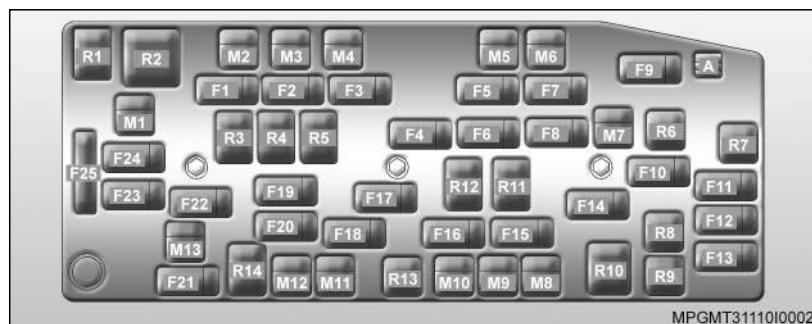 R1 R2 M2 M3 M4 M5 M6 F9 A
F1 F2 F3 F5 F7
M1 R3 R4 R5 F4 F6 F8 M7 R6 R7
F25 F24 R12 R11 F10
F23 F22 F19 F17 F14 F11
M13 F20 F18 F16 F15 R8 F12
F21 R14 M12 M11 R13 M10 M9 M8 R10 R9 F13
MPGMT31110I0002